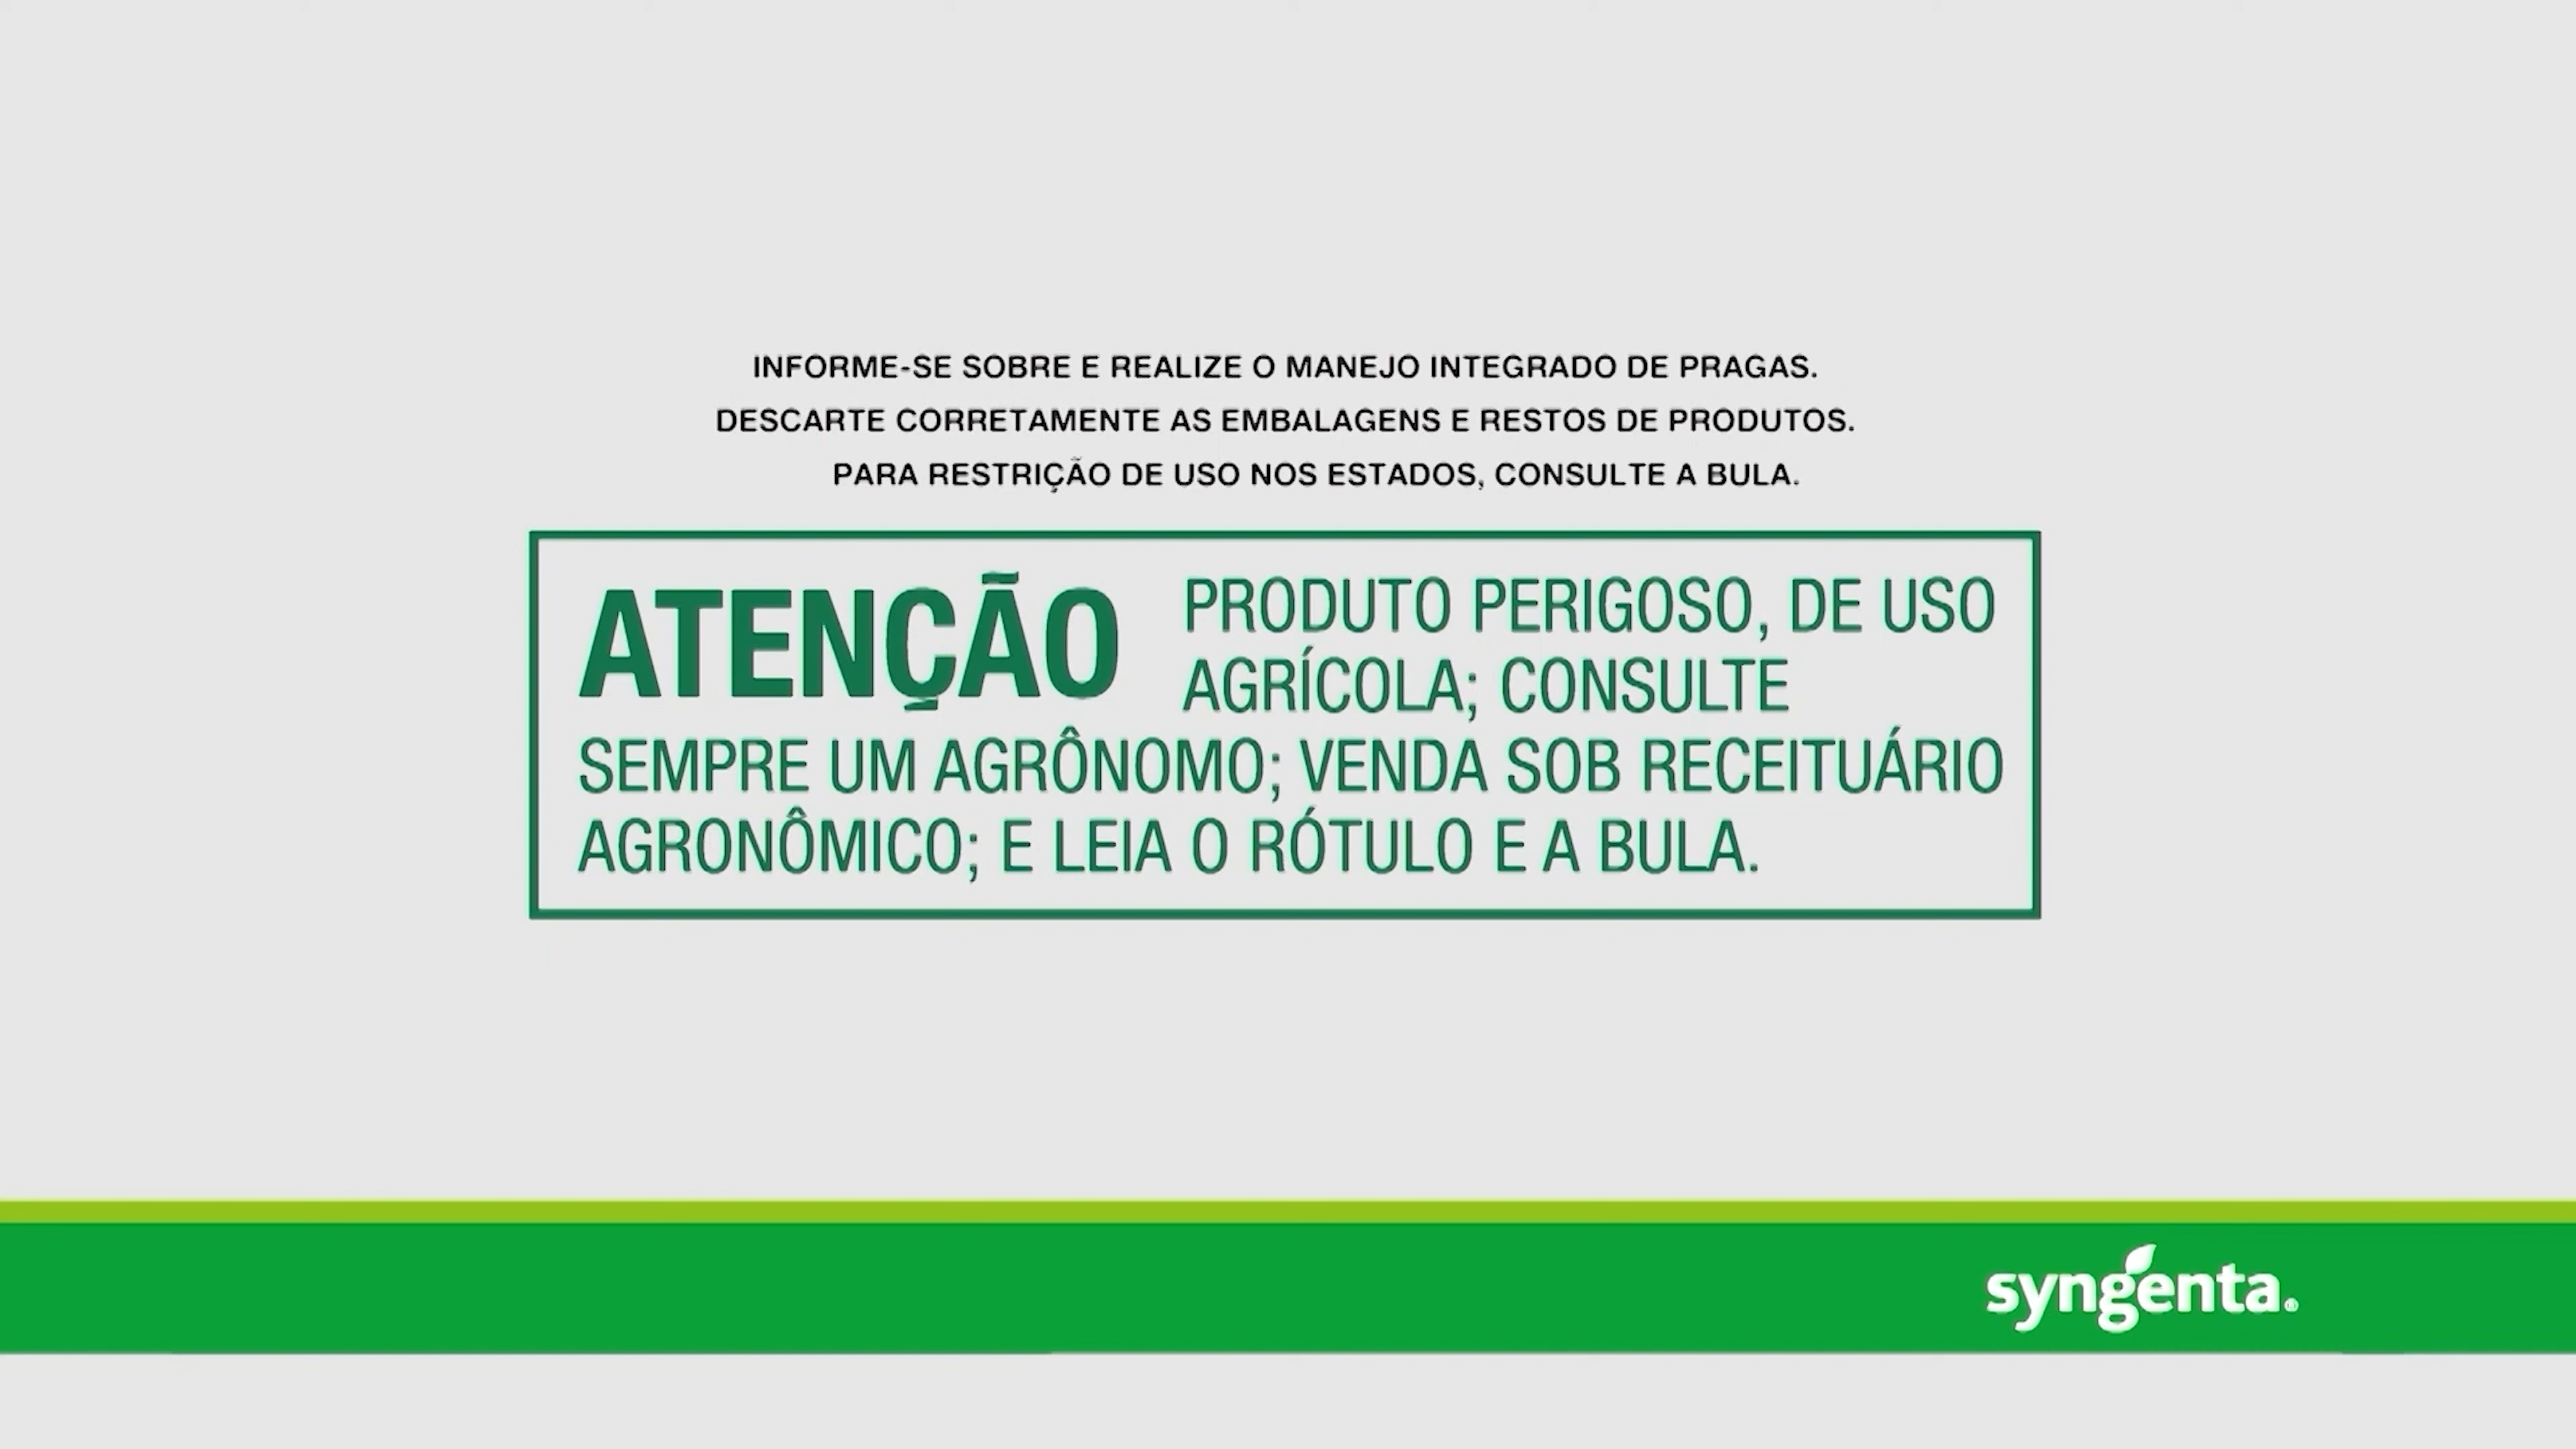 INFORME-SE SOBRE E REALIZE O MANEJO INTEGRADO DE PRAGAS.
DESCARTE CORRETAMENTE AS EMBALAGENS E RESTOS DE PRODUTOS.
PARA RESTRIÇÃO DE USO NOS ESTADOS, CONSULTE A BULA.
ATENÇÃO PRODUTO PERIGOSO, DE USO
AGRÍCOLA; CONSULTE
SEMPRE UM AGRÔNOMO; VENDA SOB RECEITUÁRIO
AGRONÔMICO; E LEIA O RÓTULO E A BULA.
syngenta®